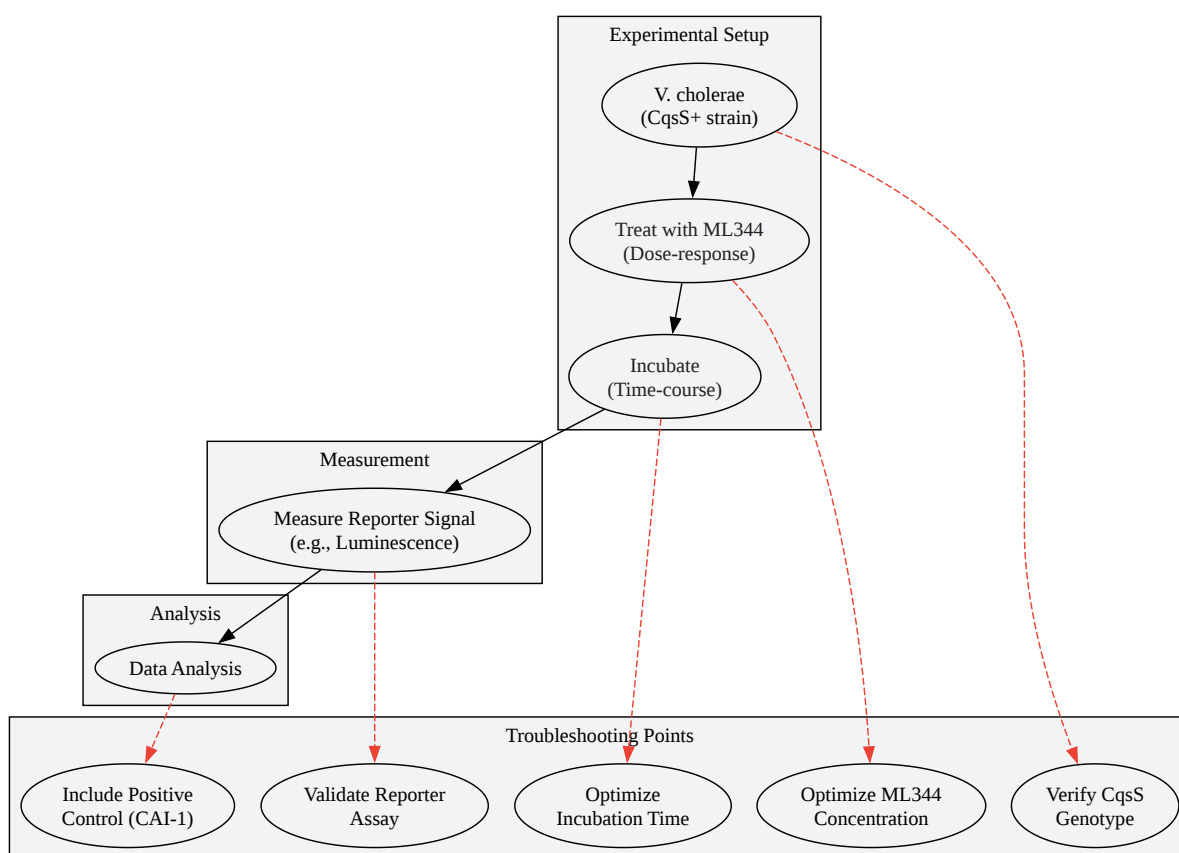 Experimental Setup
V. cholerae
(CqsS+ strain)
Treat with ML344
(Dose-response)
Incubate
(Time-course)
Measurement
Measure Reporter Signal
(e.g., Luminescence)
Analysis
Data Analysis
Troubleshooting Points
Include Positive
Control (CAI-1)
Validate Reporter
Assay
Optimize
Incubation Time
Optimize ML344
Concentration
Verify CqsS
Genotype